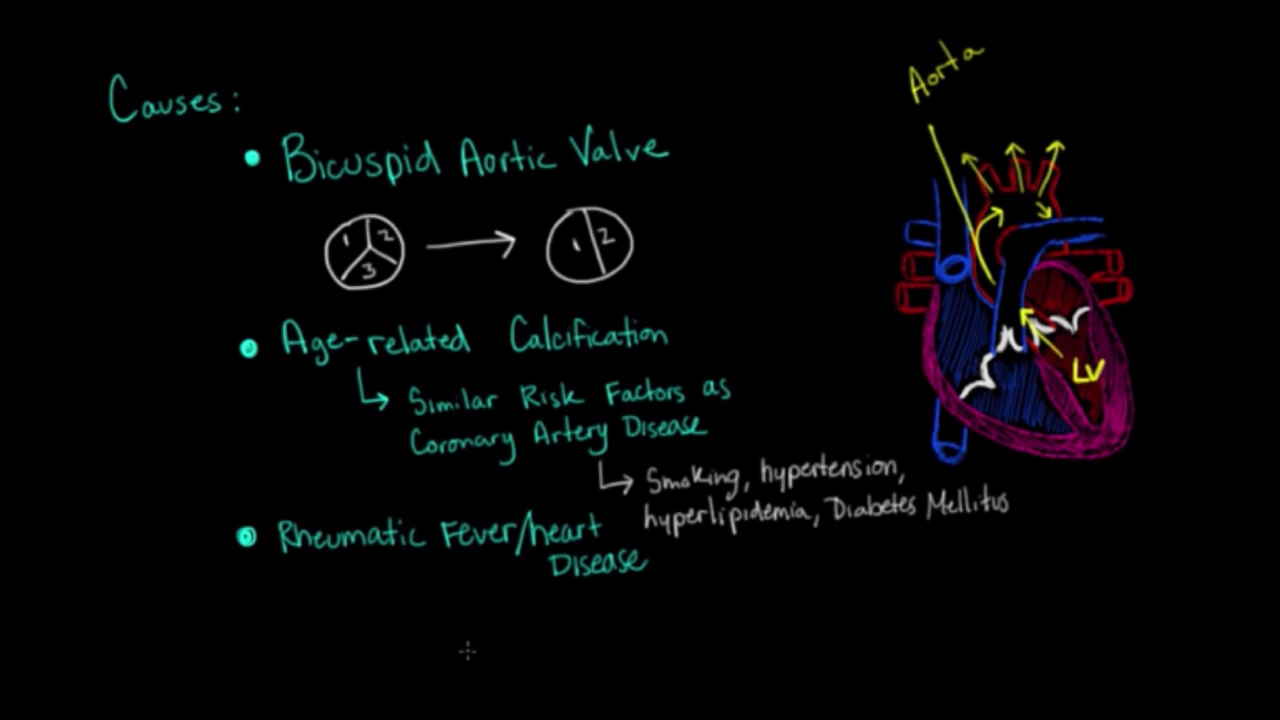 Causes:
Aorta
• Bicuspid Aortic Valve
1 2 3 → 1 2
• Age-related Calcification
↳ Similar Risk Factors as
Coronary Artery Disease
↳ Smoking, hypertension,
hyperlipidemia, Diabetes Mellitus
• Rheumatic Fever/heart
Disease
LV